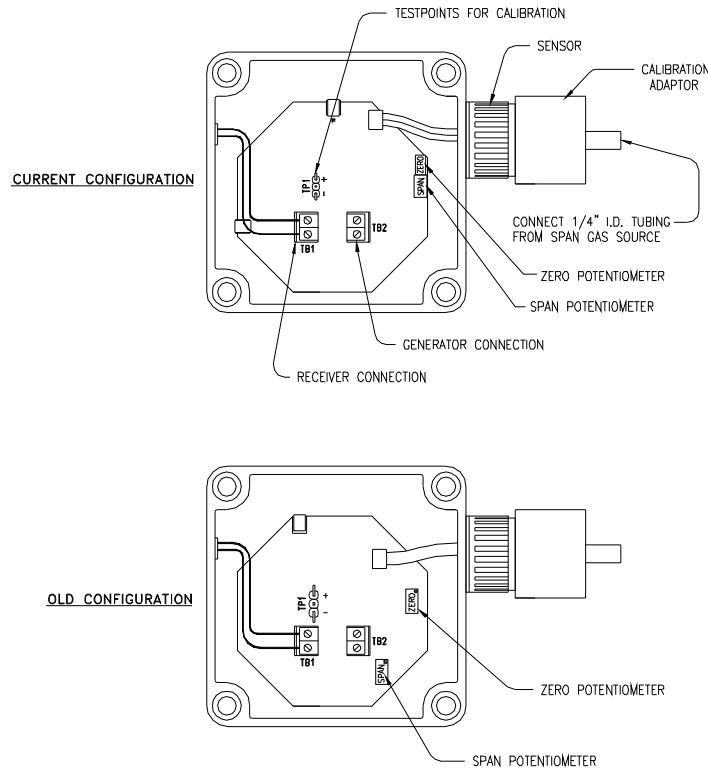 TESTPOINTS FOR CALIBRATION
SENSOR
CALIBRATION
ADAPTOR
CURRENT CONFIGURATION
TP1
+
-
ZERO
SPAN
TB1
TB2
CONNECT 1/4" I.D. TUBING
FROM SPAN GAS SOURCE
ZERO POTENTIOMETER
SPAN POTENTIOMETER
GENERATOR CONNECTION
RECEIVER CONNECTION
OLD CONFIGURATION
TP1
+
-
ZERO
TB1
TB2
SPAN
ZERO POTENTIOMETER
SPAN POTENTIOMETER